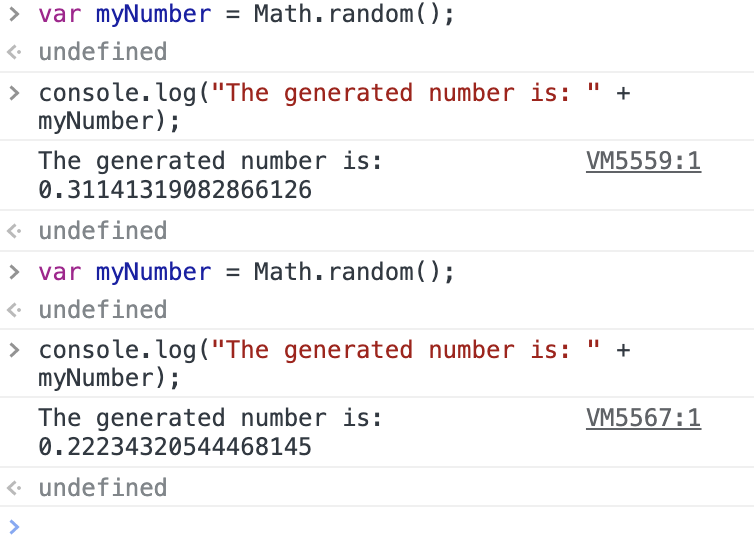 > var myNumber = Math.random();
< undefined
> console.log("The generated number is: " +
myNumber);
The generated number is: VM5559:1
0.31141319082866126
< undefined
> var myNumber = Math.random();
< undefined
> console.log("The generated number is: " +
myNumber);
The generated number is: VM5567:1
0.22234320544468145
< undefined
>